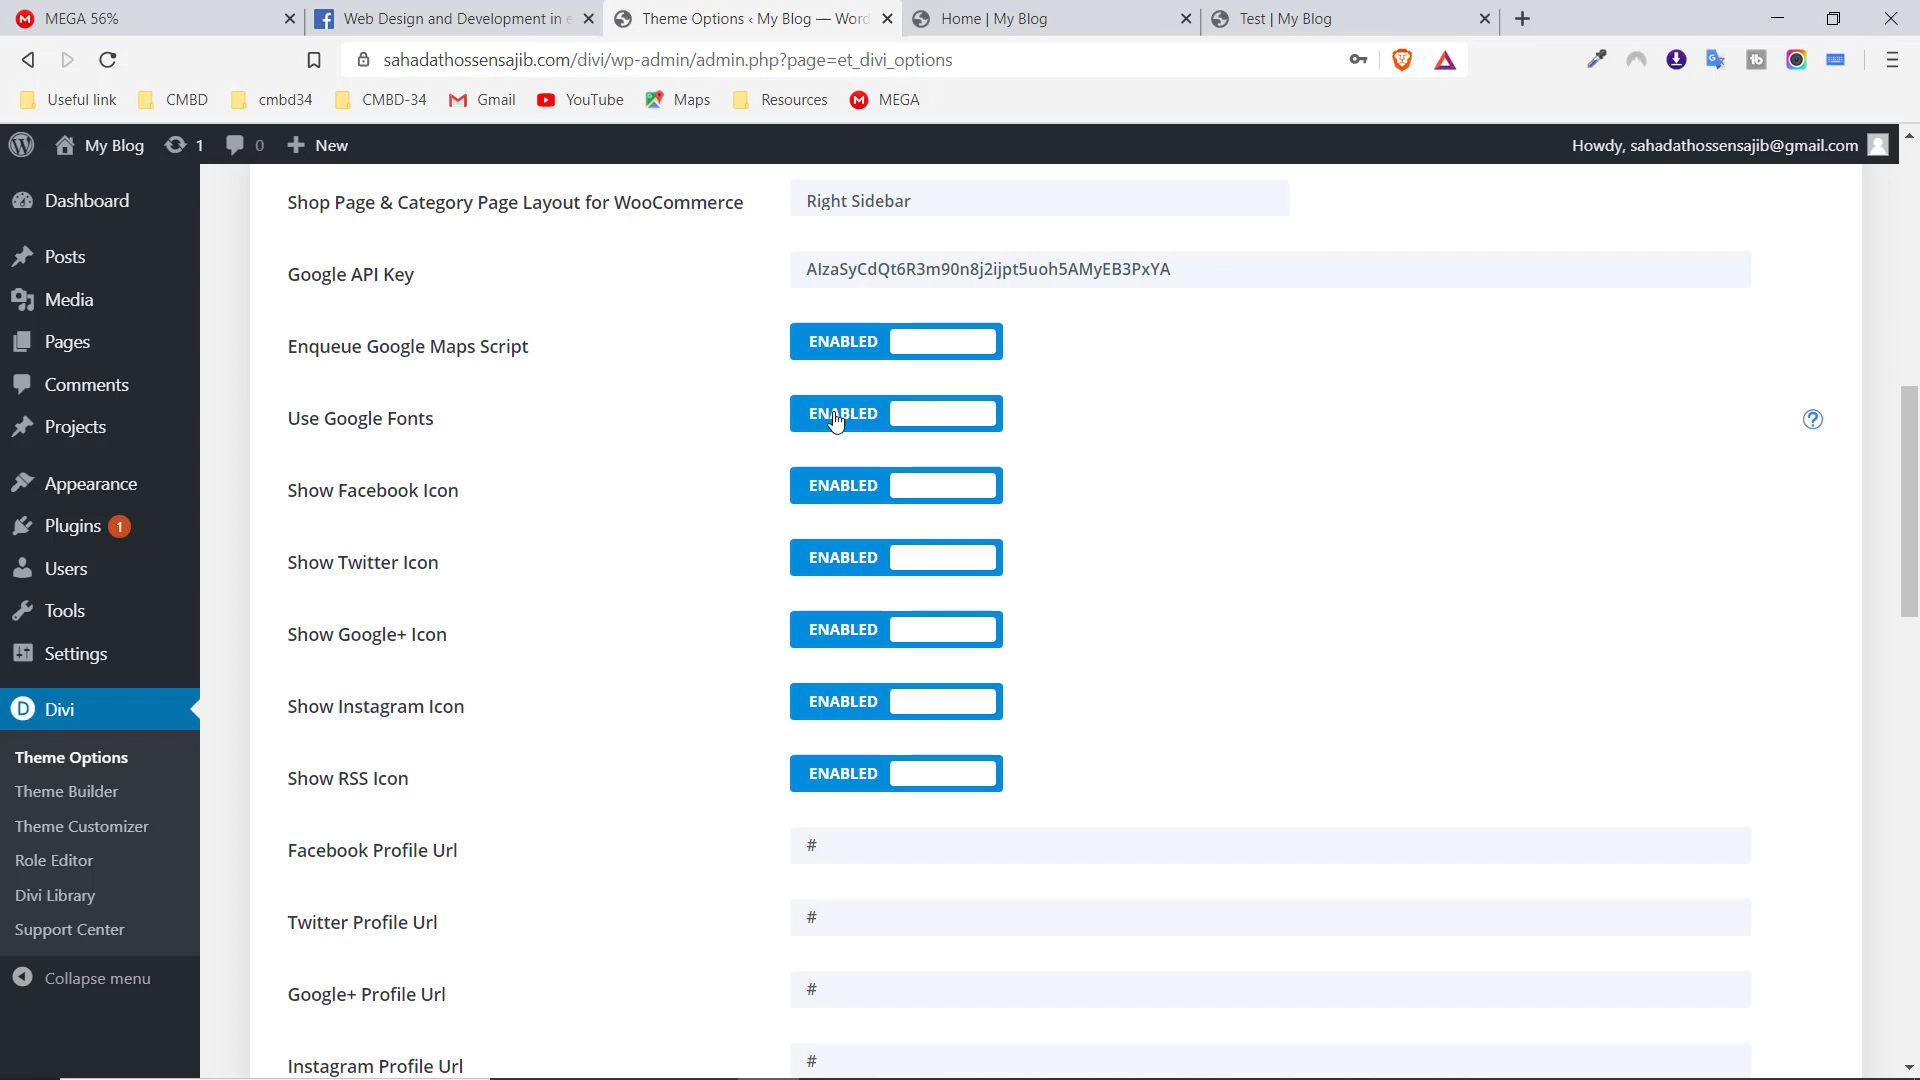 MEGA 56%
Web Design and Development in e
Theme Options ‹ My Blog — Word
Home | My Blog
Test | My Blog
sahadathossensajib.com/divi/wp-admin/admin.php?page=et_divi_options
Useful link
CMBD
cmbd34
CMBD-34
Gmail
YouTube
Maps
Resources
MEGA
My Blog
1
0
New
Howdy, sahadathossensajib@gmail.com
Dashboard
Posts
Media
Pages
Comments
Projects
Appearance
Plugins 1
Users
Tools
Settings
Divi
Theme Options
Theme Builder
Theme Customizer
Role Editor
Divi Library
Support Center
Collapse menu
Shop Page & Category Page Layout for WooCommerce
Right Sidebar
Google API Key
AIzaSyCdQt6R3m90n8j2ijpt5uoh5AMyEB3PxYA
Enqueue Google Maps Script
ENABLED
Use Google Fonts
ENABLED
Show Facebook Icon
ENABLED
Show Twitter Icon
ENABLED
Show Google+ Icon
ENABLED
Show Instagram Icon
ENABLED
Show RSS Icon
ENABLED
Facebook Profile Url
#
Twitter Profile Url
#
Google+ Profile Url
#
Instagram Profile Url
#